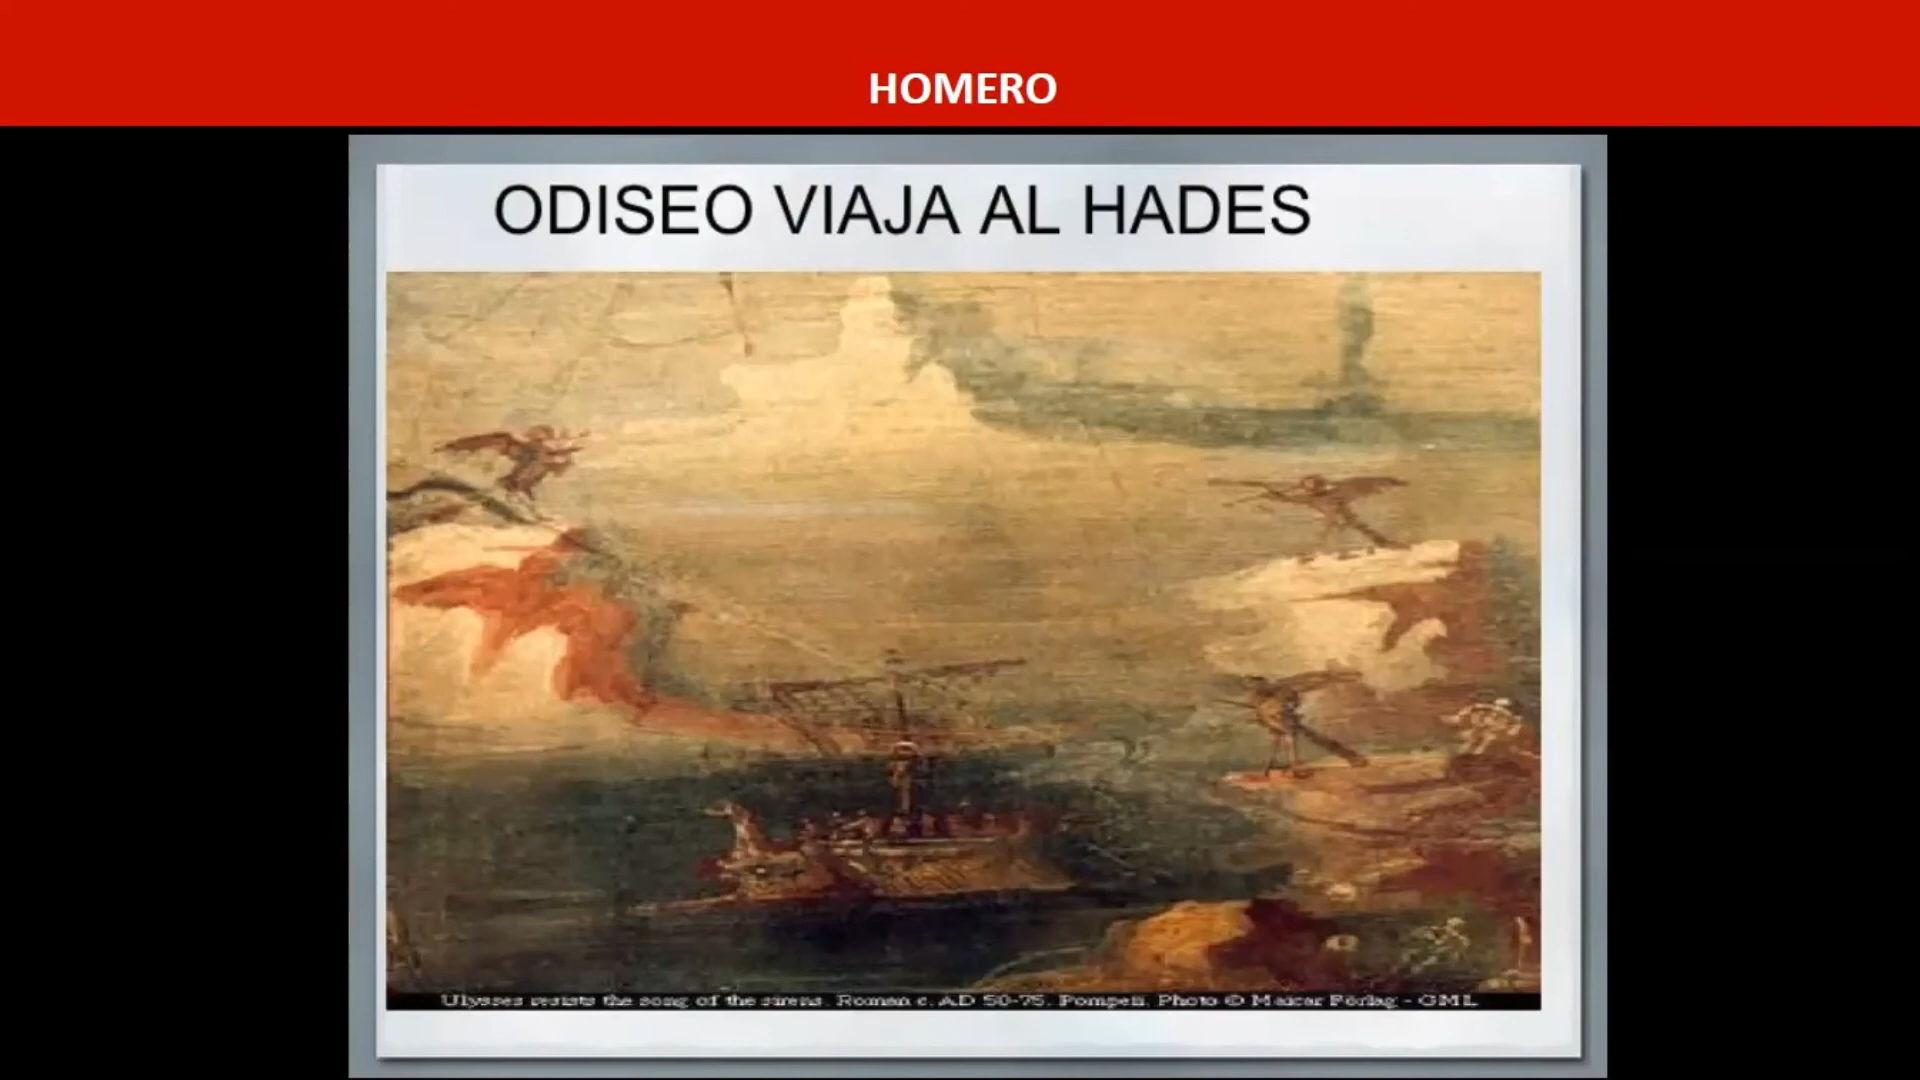 HOMERO
ODISEO VIAJA AL HADES
Ulysses resists the song of the sirens. Roman c. AD 50-75. Pompeii. Photo © Maicar Förlag - GML